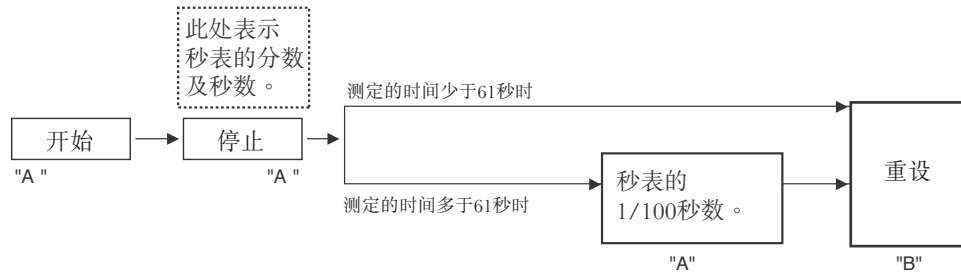 此处表示
秒表的分数
及秒数。
测定的时间少于61秒时
开始
停止
重设
"A "
"A "
测定的时间多于61秒时
秒表的
1/100秒数。
"A"
"B"